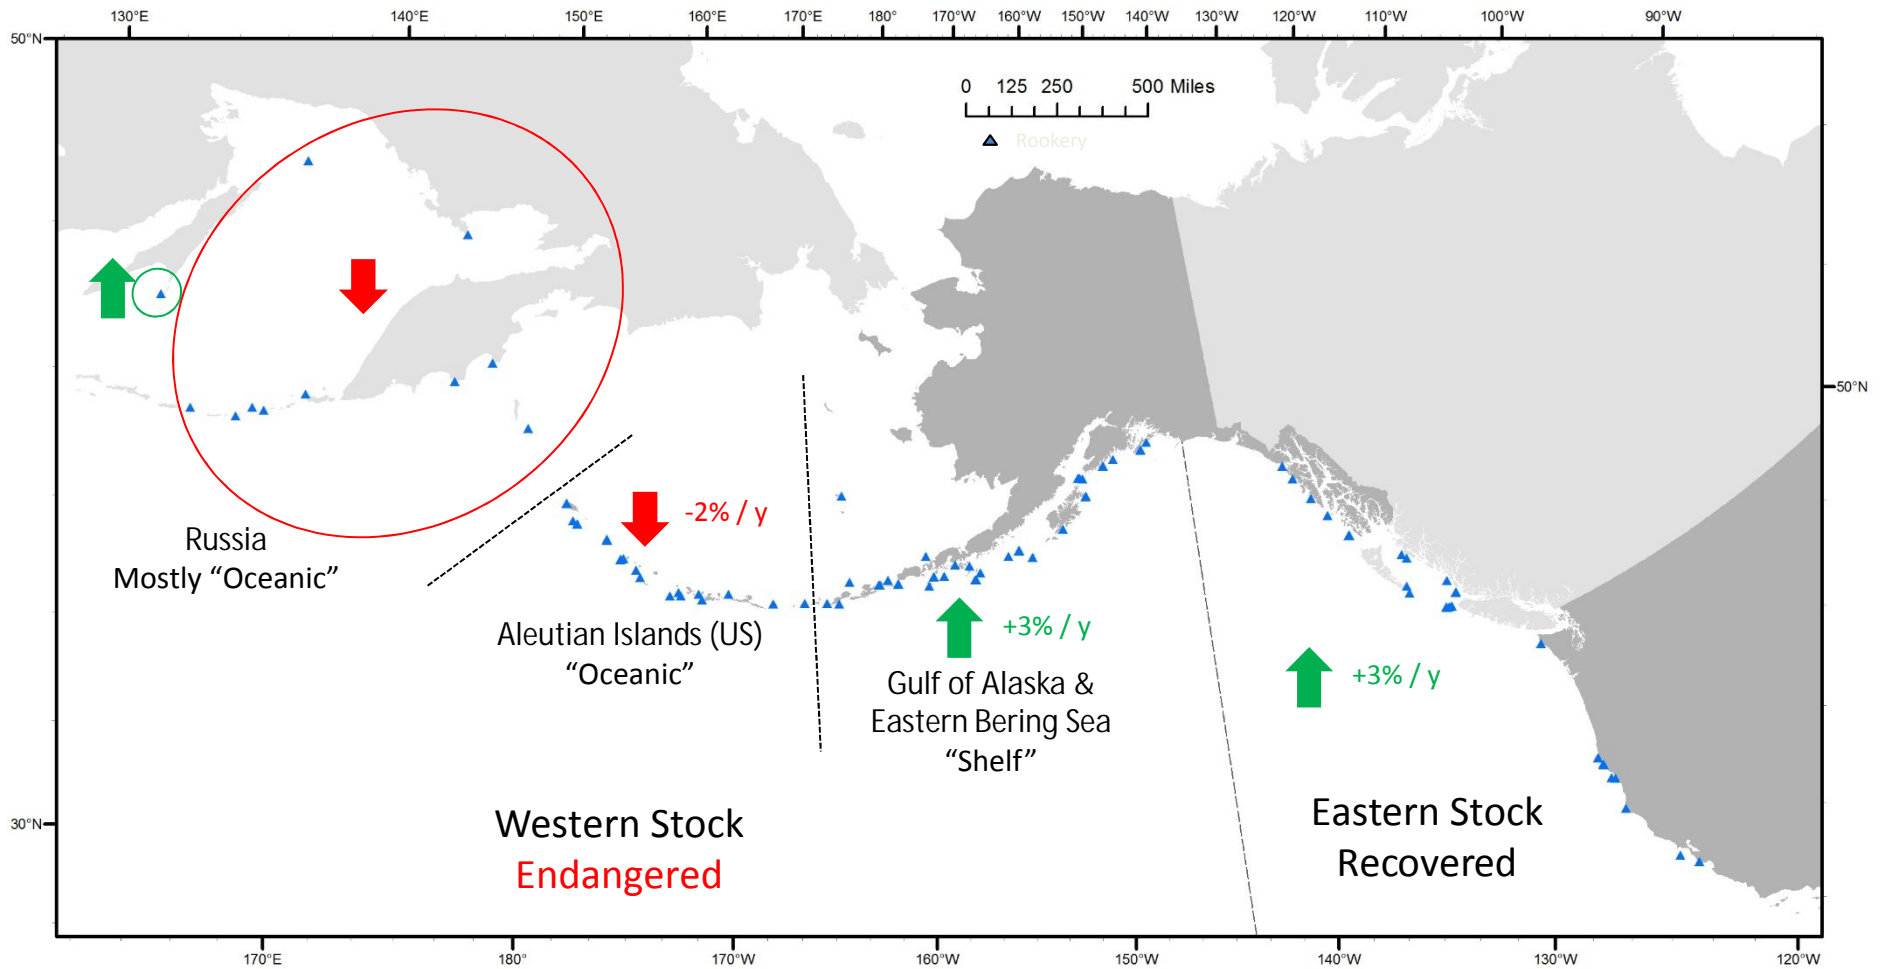 130°E 140°E 150°E 160°E 170°E 180° 170°W 160°W 150°W 140°W 130°W 120°W 110°W 100°W 90°W
50°N
0 125 250 500 Miles
Rookery
50°N
-2% / y
Russia
Mostly “Oceanic”
Aleutian Islands (US)
“Oceanic”
+3% / y
Gulf of Alaska &
Eastern Bering Sea
“Shelf”
+3% / y
30°N
Western Stock
Endangered
Eastern Stock
Recovered
170°E 180° 170°W 160°W 150°W 140°W 130°W 120°W